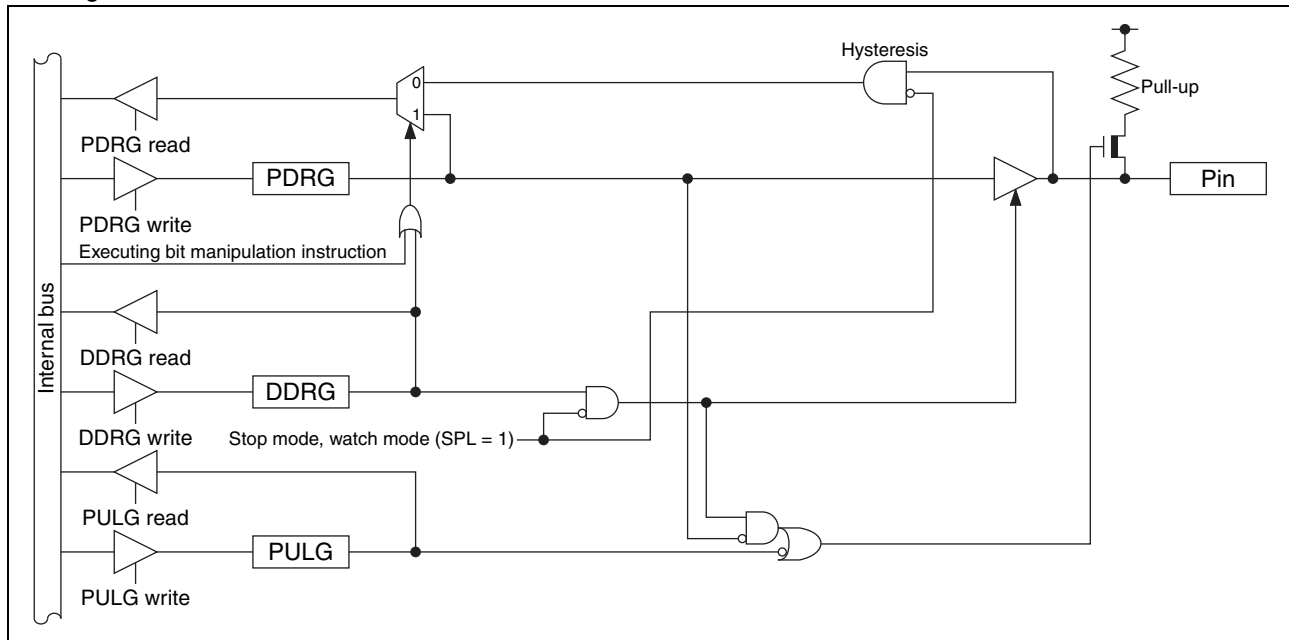 Hysteresis
0
Pull-up
1
PDRG read
PDRG
Pin
PDRG write
Executing bit manipulation instruction
Internal bus
DDRG read
DDRG
DDRG write
Stop mode, watch mode (SPL = 1)
PULG read
PULG
PULG write